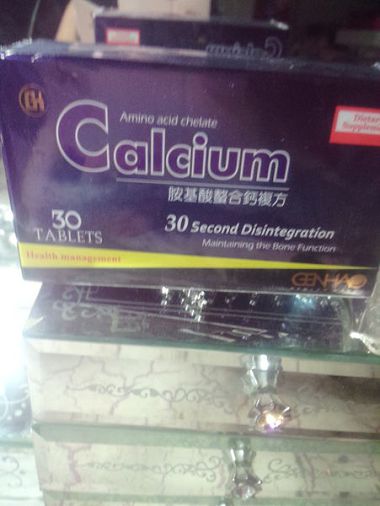 Amino acid chelate
Calcium
胺基酸螯合鈣複方
30
TABLETS
30 Second Disintegration
Maintaining the Bone Function
Health management
GENHAO
Dietary
Supplement